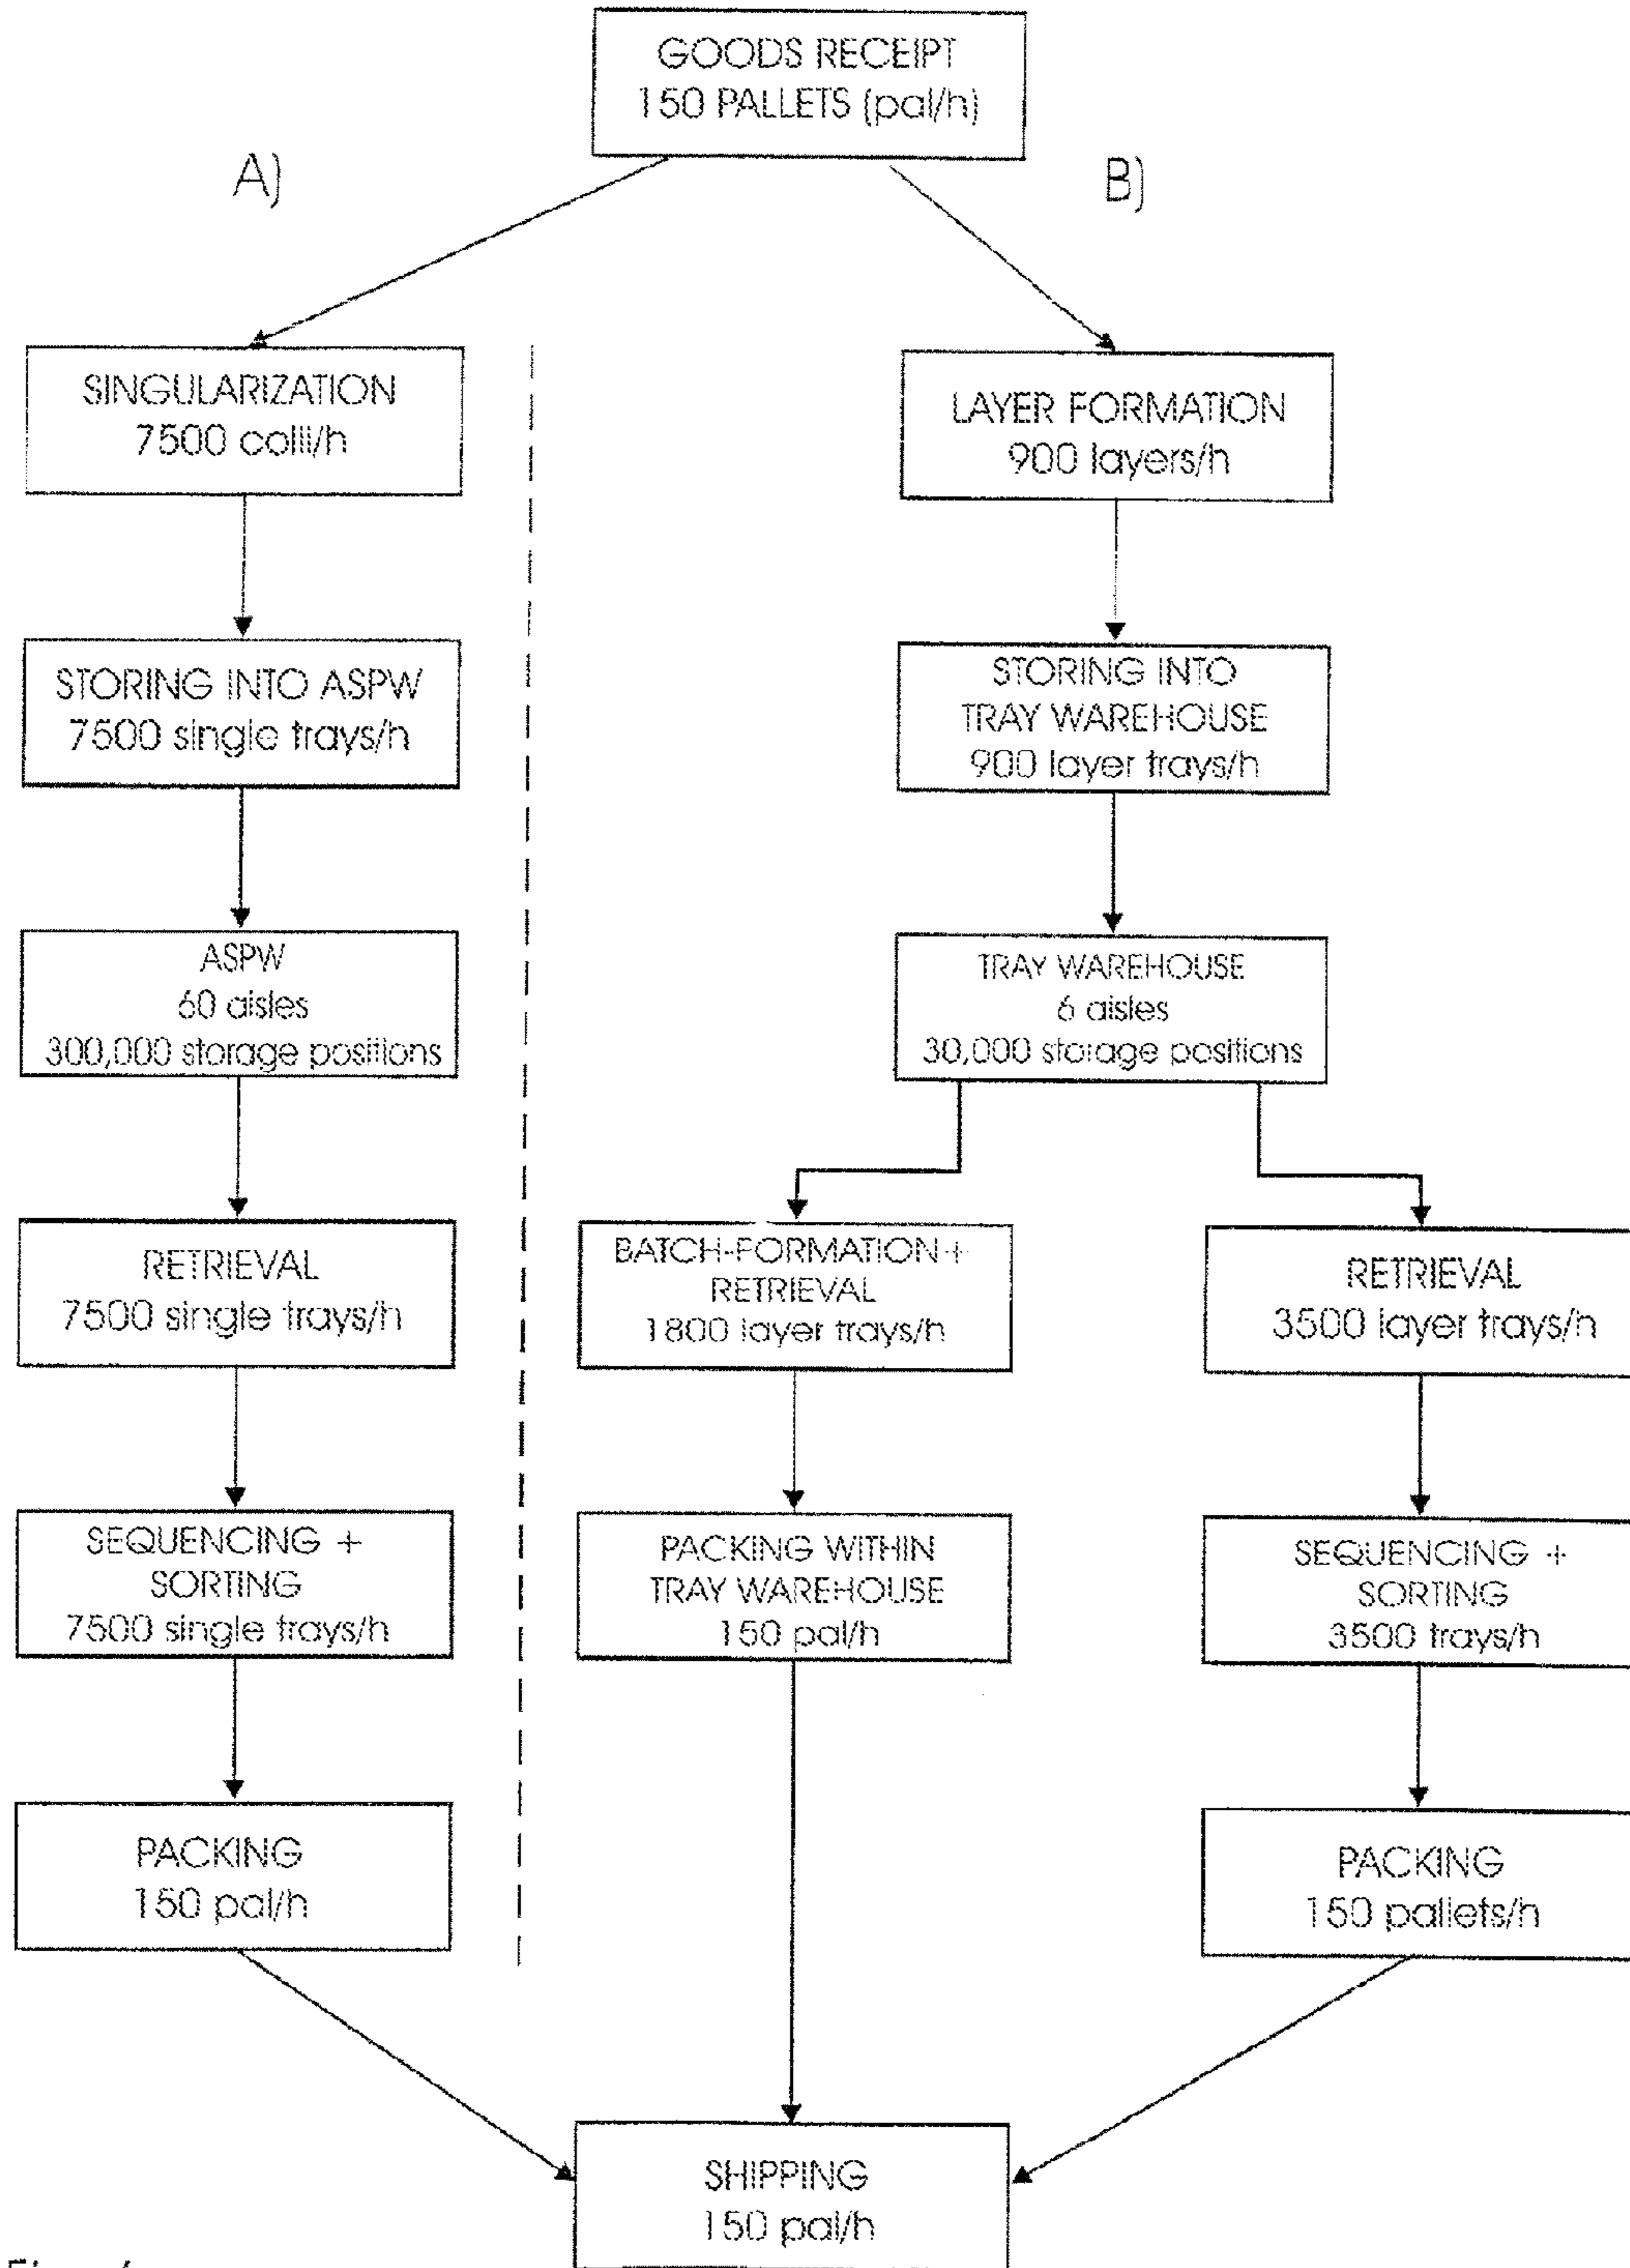 GOODS RECEIPT
150 PALLETS (pal/h)
A)
B)
SINGULARIZATION
7500 colli/h
LAYER FORMATION
900 layers/h
STORING INTO ASPW
7500 single trays/h
STORING INTO
TRAY WAREHOUSE
900 layer trays/h
ASPW
60 aisles
300,000 storage positions
TRAY WAREHOUSE
6 aisles
30,000 storage positions
RETRIEVAL
7500 single trays/h
BATCH-FORMATION+
RETRIEVAL
1800 layer trays/h
RETRIEVAL
3500 layer trays/h
SEQUENCING +
SORTING
7500 single trays/h
PACKING WITHIN
TRAY WAREHOUSE
150 pal/h
SEQUENCING +
SORTING
3500 trays/h
PACKING
150 pal/h
PACKING
150 pallets/h
SHIPPING
150 pal/h